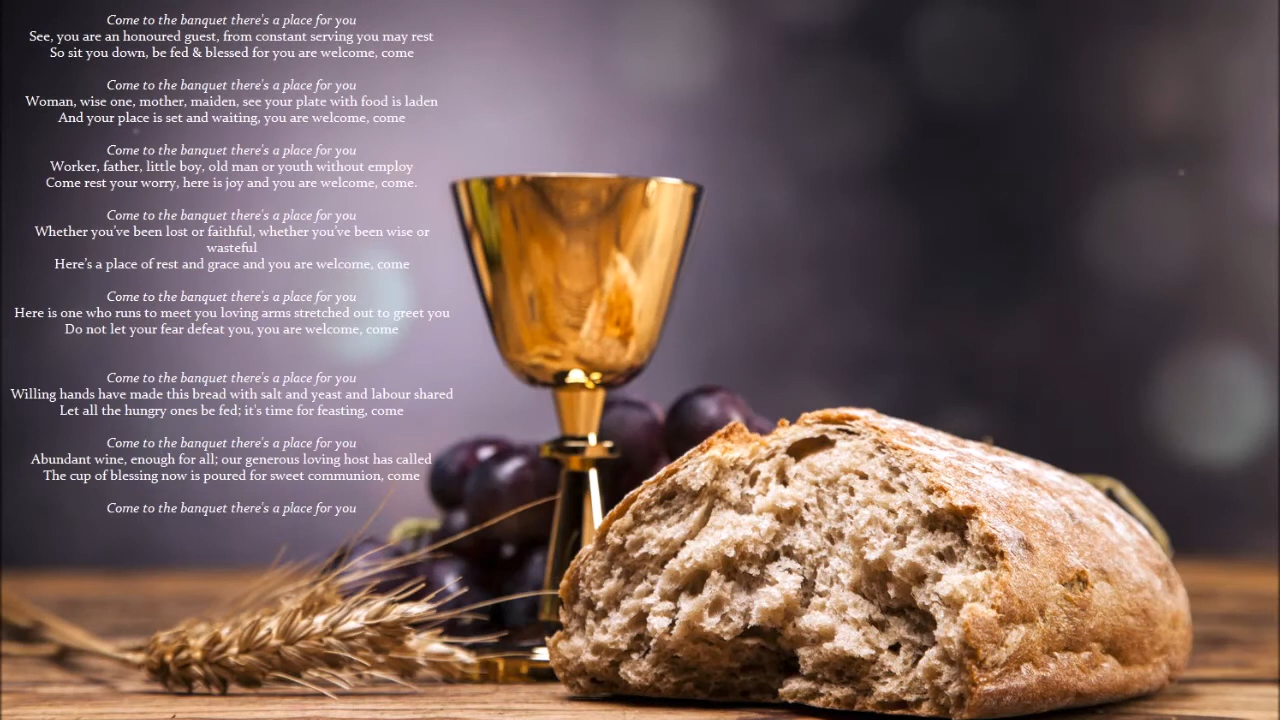 Come to the banquet there's a place for you
See, you are an honoured guest, from constant serving you may rest
So sit you down, be fed & blessed for you are welcome, come
Come to the banquet there's a place for you
Woman, wise one, mother, maiden, see your plate with food is laden
And your place is set and waiting, you are welcome, come
Come to the banquet there's a place for you
Worker, father, little boy, old man or youth without employ
Come rest your worry, here is joy and you are welcome, come.
Come to the banquet there's a place for you
Whether you've been lost or faithful, whether you've been wise or
wasteful
Here's a place of rest and grace and you are welcome, come
Come to the banquet there's a place for you
Here is one who runs to meet you loving arms stretched out to greet you
Do not let your fear defeat you, you are welcome, come
Come to the banquet there's a place for you
Willing hands have made this bread with salt and yeast and labour shared
Let all the hungry ones be fed; it's time for feasting, come
Come to the banquet there's a place for you
Abundant wine, enough for all; our generous loving host has called
The cup of blessing now is poured for sweet communion, come
Come to the banquet there's a place for you